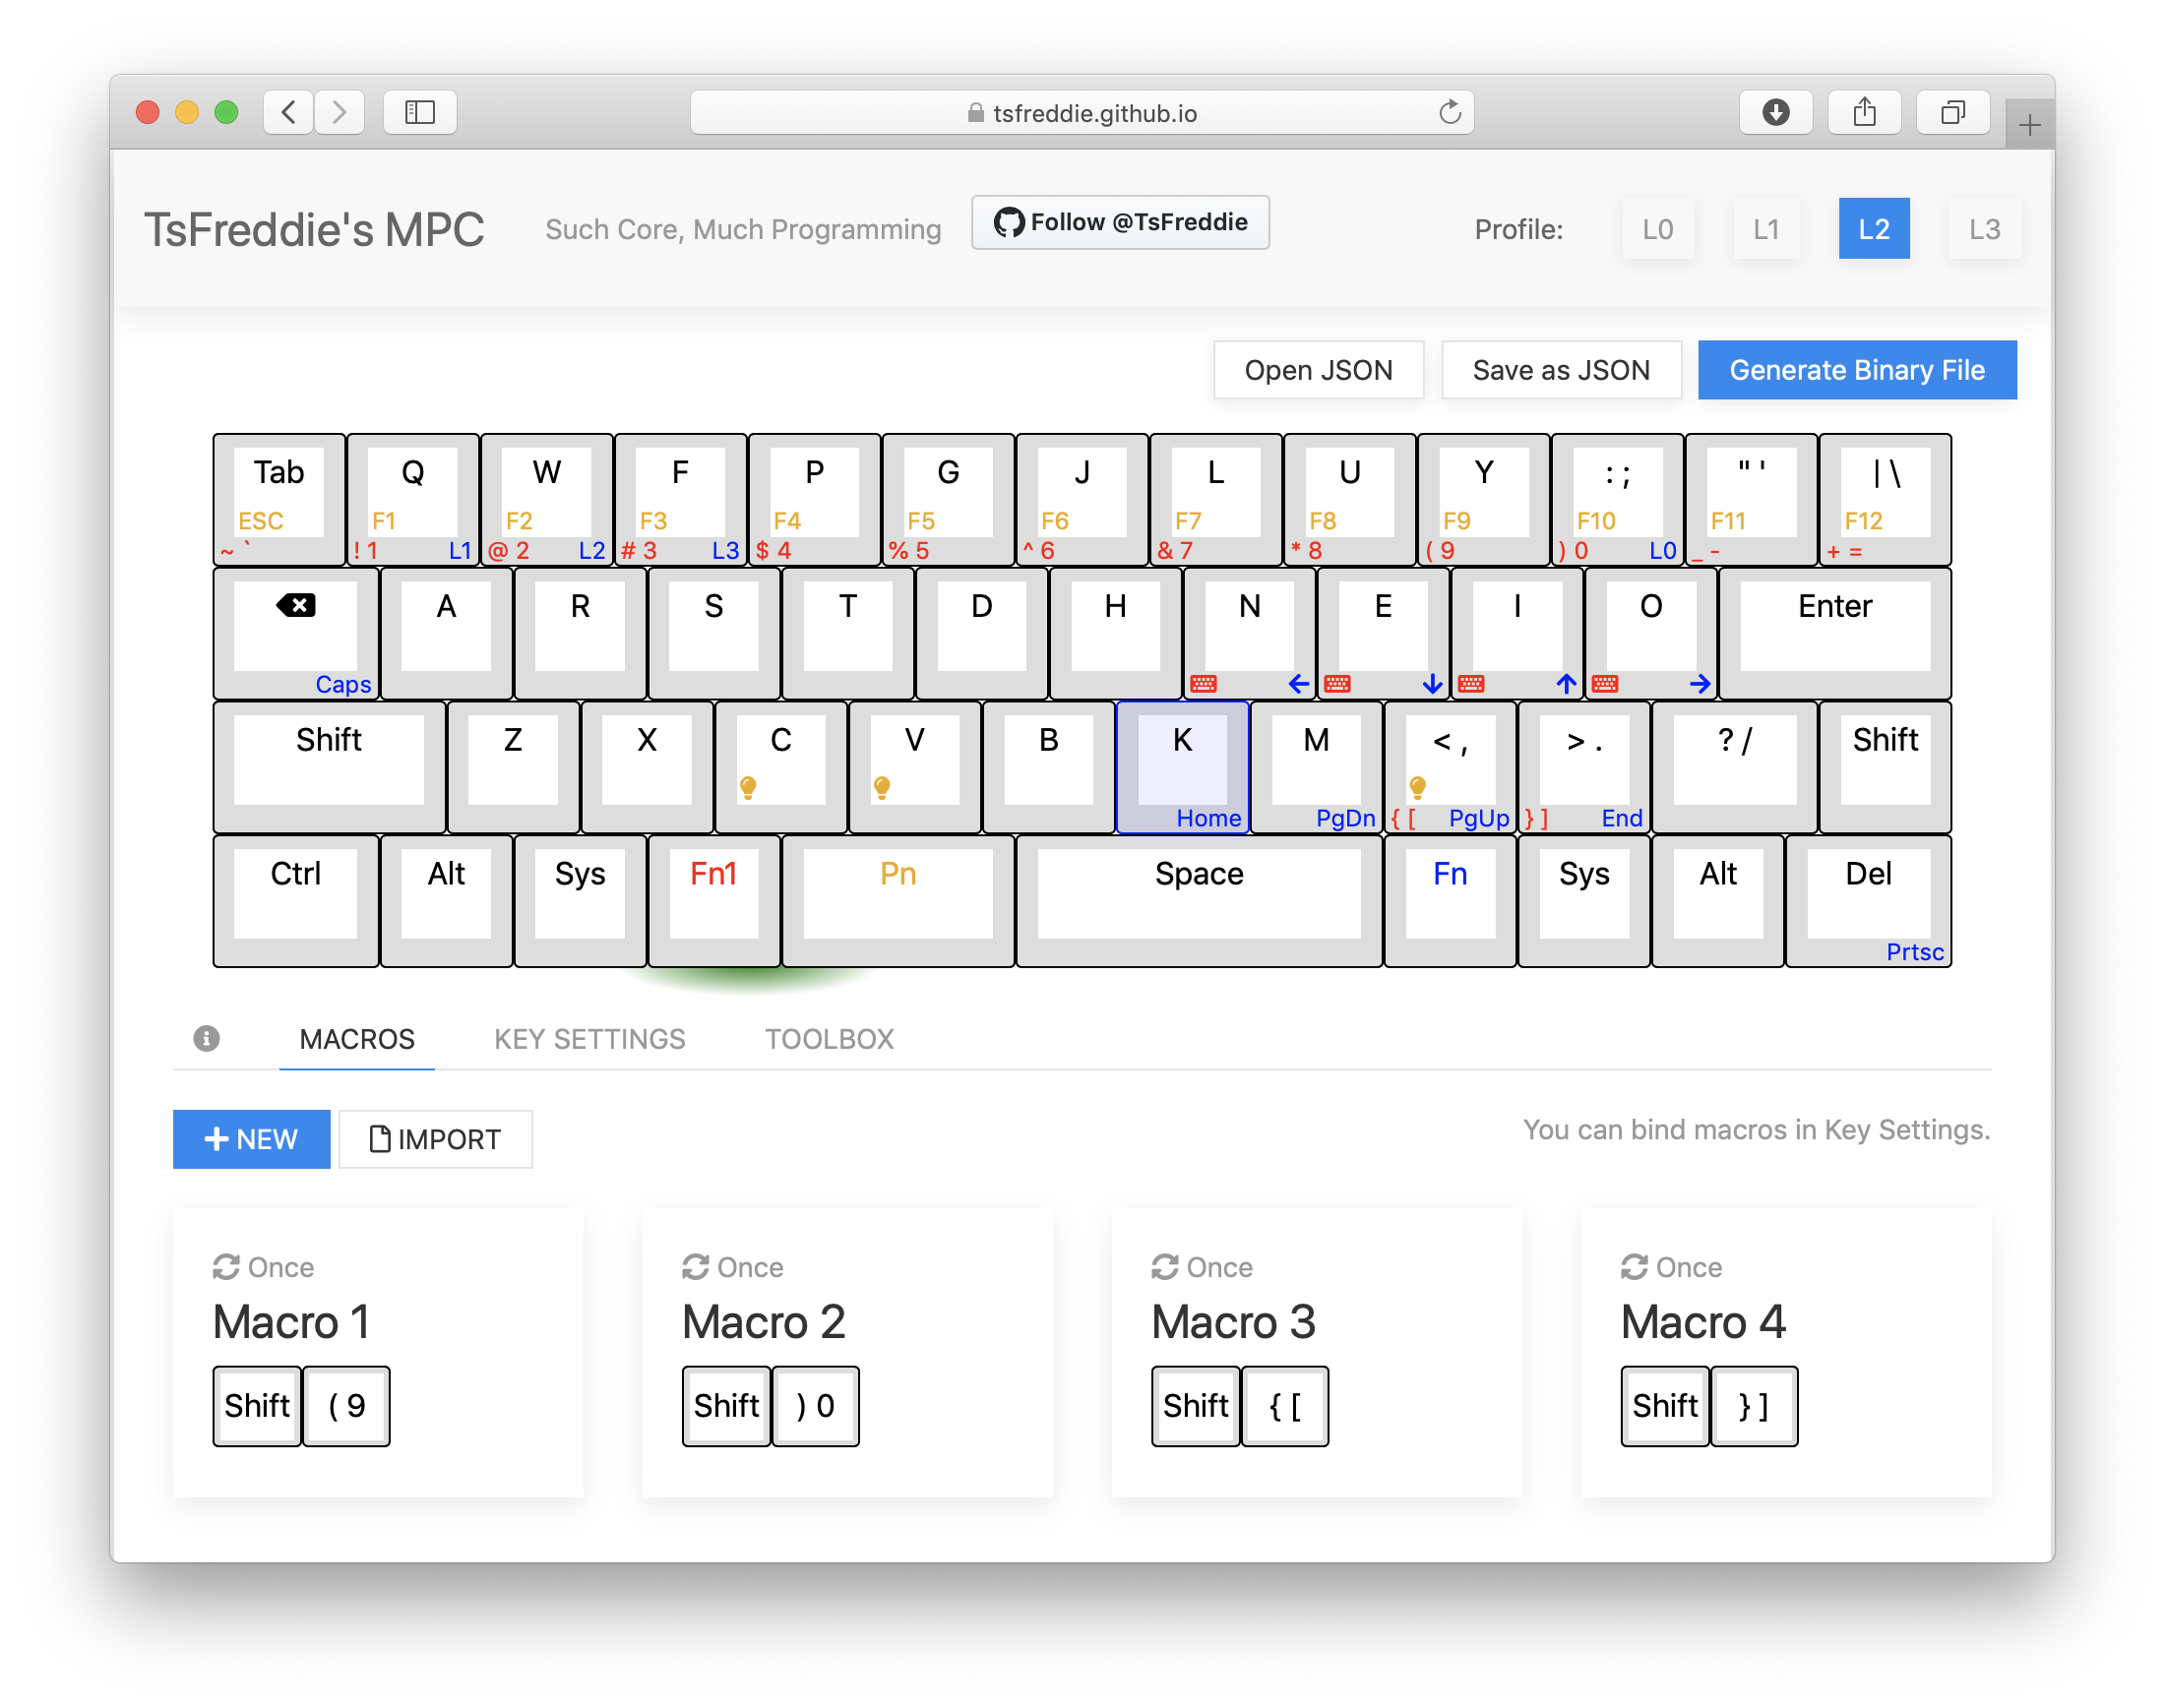 tsfreddie.github.io
TsFreddie's MPC Such Core, Much Programming Follow @TsFreddie Profile: L0 L1 L2 L3
Open JSON Save as JSON Generate Binary File
Tab Q W F P G J L U Y : ; " ' | \
ESC F1 F2 F3 F4 F5 F6 F7 F8 F9 F10 F11 F12
~ ` ! 1 L1 @ 2 L2 # 3 L3 $ 4 % 5 ^ 6 & 7 * 8 ( 9 ) 0 L0 _ - + =
A R S T D H N E I O Enter
Caps ← ↓ ↑ →
Shift Z X C V B K M < , > . ? / Shift
Home PgDn { [ PgUp } ] End
Ctrl Alt Sys Fn1 Pn Space Fn Sys Alt Del
Prtsc
MACROS KEY SETTINGS TOOLBOX
NEW IMPORT You can bind macros in Key Settings.
Once Once Once Once
Macro 1 Macro 2 Macro 3 Macro 4
Shift ( 9 Shift ) 0 Shift { [ Shift } ]